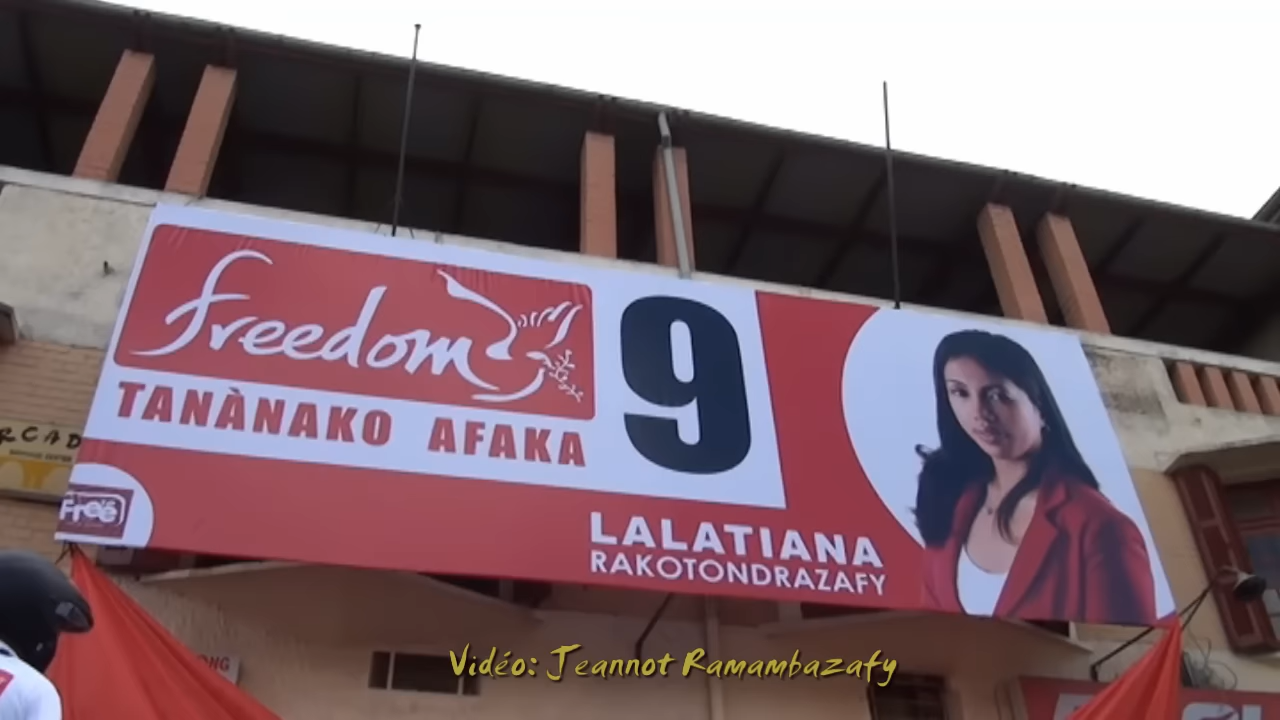 freedom
TANÀNAKO AFAKA
9
Free
LALATIANA
RAKOTONDRAZAFY
Vidéo: Jeannot Ramambazafy